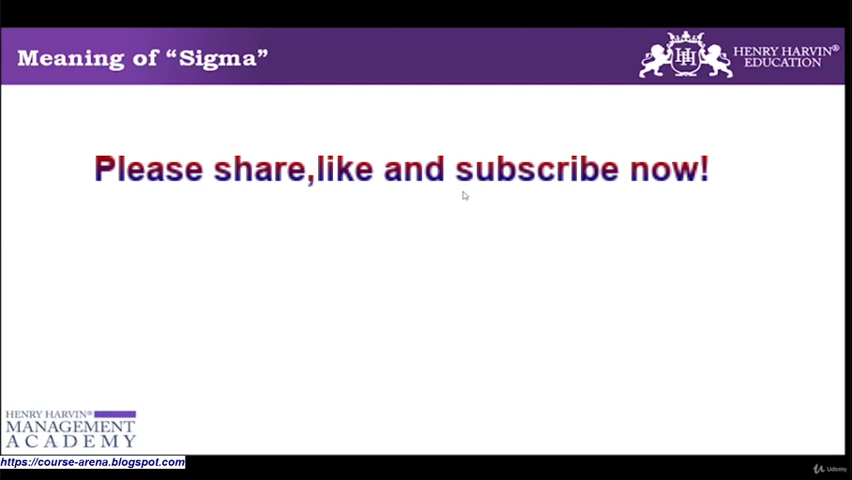 Meaning of “Sigma”
HENRY HARVIN®
EDUCATION
Please share,like and subscribe now!
HENRY HARVIN®
MANAGEMENT
ACADEMY
https://course-arena.blogspot.com
Udemy